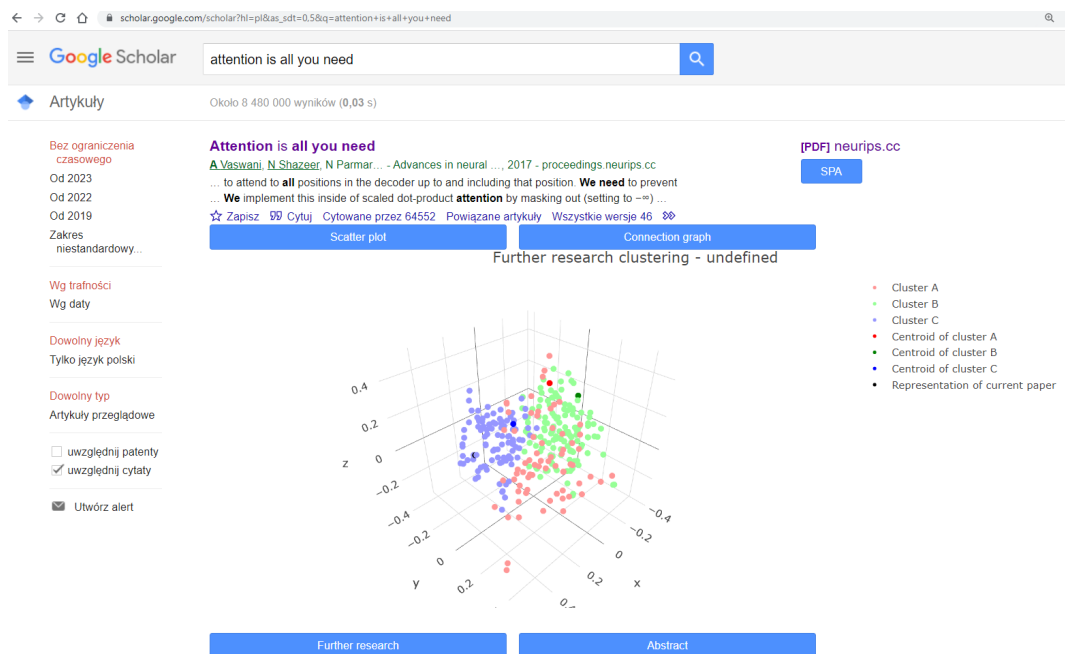 scholar.google.com/scholar?hl=pl&as_sdt=0,5&q=attention+is+all+you+need
Google Scholar
attention is all you need
Artykuły
Około 8 480 000 wyników (0,03 s)
Bez ograniczenia
czasowego
Od 2023
Od 2022
Od 2019
Zakres
niestandardowy...
Wg trafności
Wg daty
Dowolny język
Tylko język polski
Dowolny typ
Artykuły przeglądowe
uwzględnij patenty
uwzględnij cytaty
Utwórz alert
Attention is all you need
A Vaswani, N Shazeer, N Parmar... - Advances in neural ..., 2017 - proceedings.neurips.cc
... to attend to all positions in the decoder up to and including that position. We need to prevent
... We implement this inside of scaled dot-product attention by masking out (setting to −∞) ...
Zapisz Cytuj Cytowane przez 64552 Powiązane artykuły Wszystkie wersje 46
[PDF] neurips.cc
SPA
Scatter plot
Connection graph
Further research clustering - undefined
Cluster A
Cluster B
Cluster C
Centroid of cluster A
Centroid of cluster B
Centroid of cluster C
Representation of current paper
0.4
0.2
z
0
−0.2
−0.4
−0.4
−0.2
−0.2
0
0
y
x
0.2
0.2
Further research
Abstract